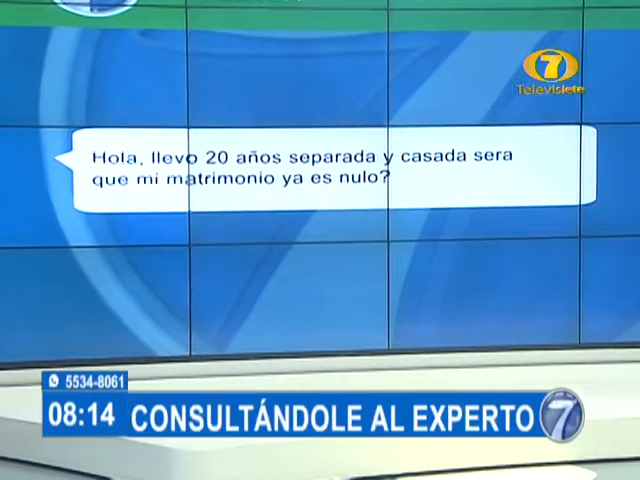 7
Televisiete
Hola, llevo 20 años separada y casada sera
que mi matrimonio ya es nulo?
5534-8061
08:14 CONSULTÁNDOLE AL EXPERTO 7